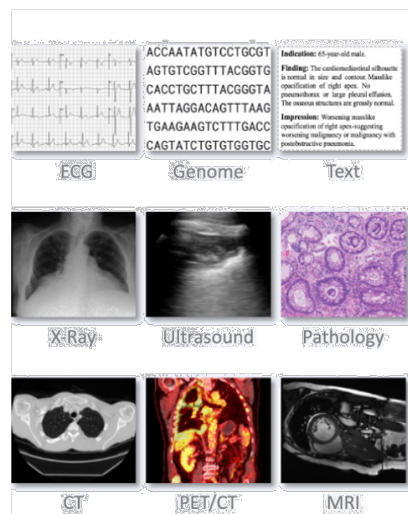 ACCAATATGTCCTGCGT
AGTGTCGGTTTACGGTG
CACCTGCTTTACGGGTA
AATTAGGACAGTTTAAG
TGAAGAAGTCTTTGACC
CAGTATCTGTGTGGTGC
Indication: 65-year-old male.
Finding: The cardiomediastinal silhouette
is normal in size and contour. Masslike
opacification of right apex. No
pneumothorax or large pleural effusion.
The osseous structures are grossly normal.
Impression: Worsening masslike
opacification of right apex-suggesting
worsening malignancy or malignancy with
postobstructive pneumonia.
ECG Genome Text
X-Ray Ultrasound Pathology
CT PET/CT MRI